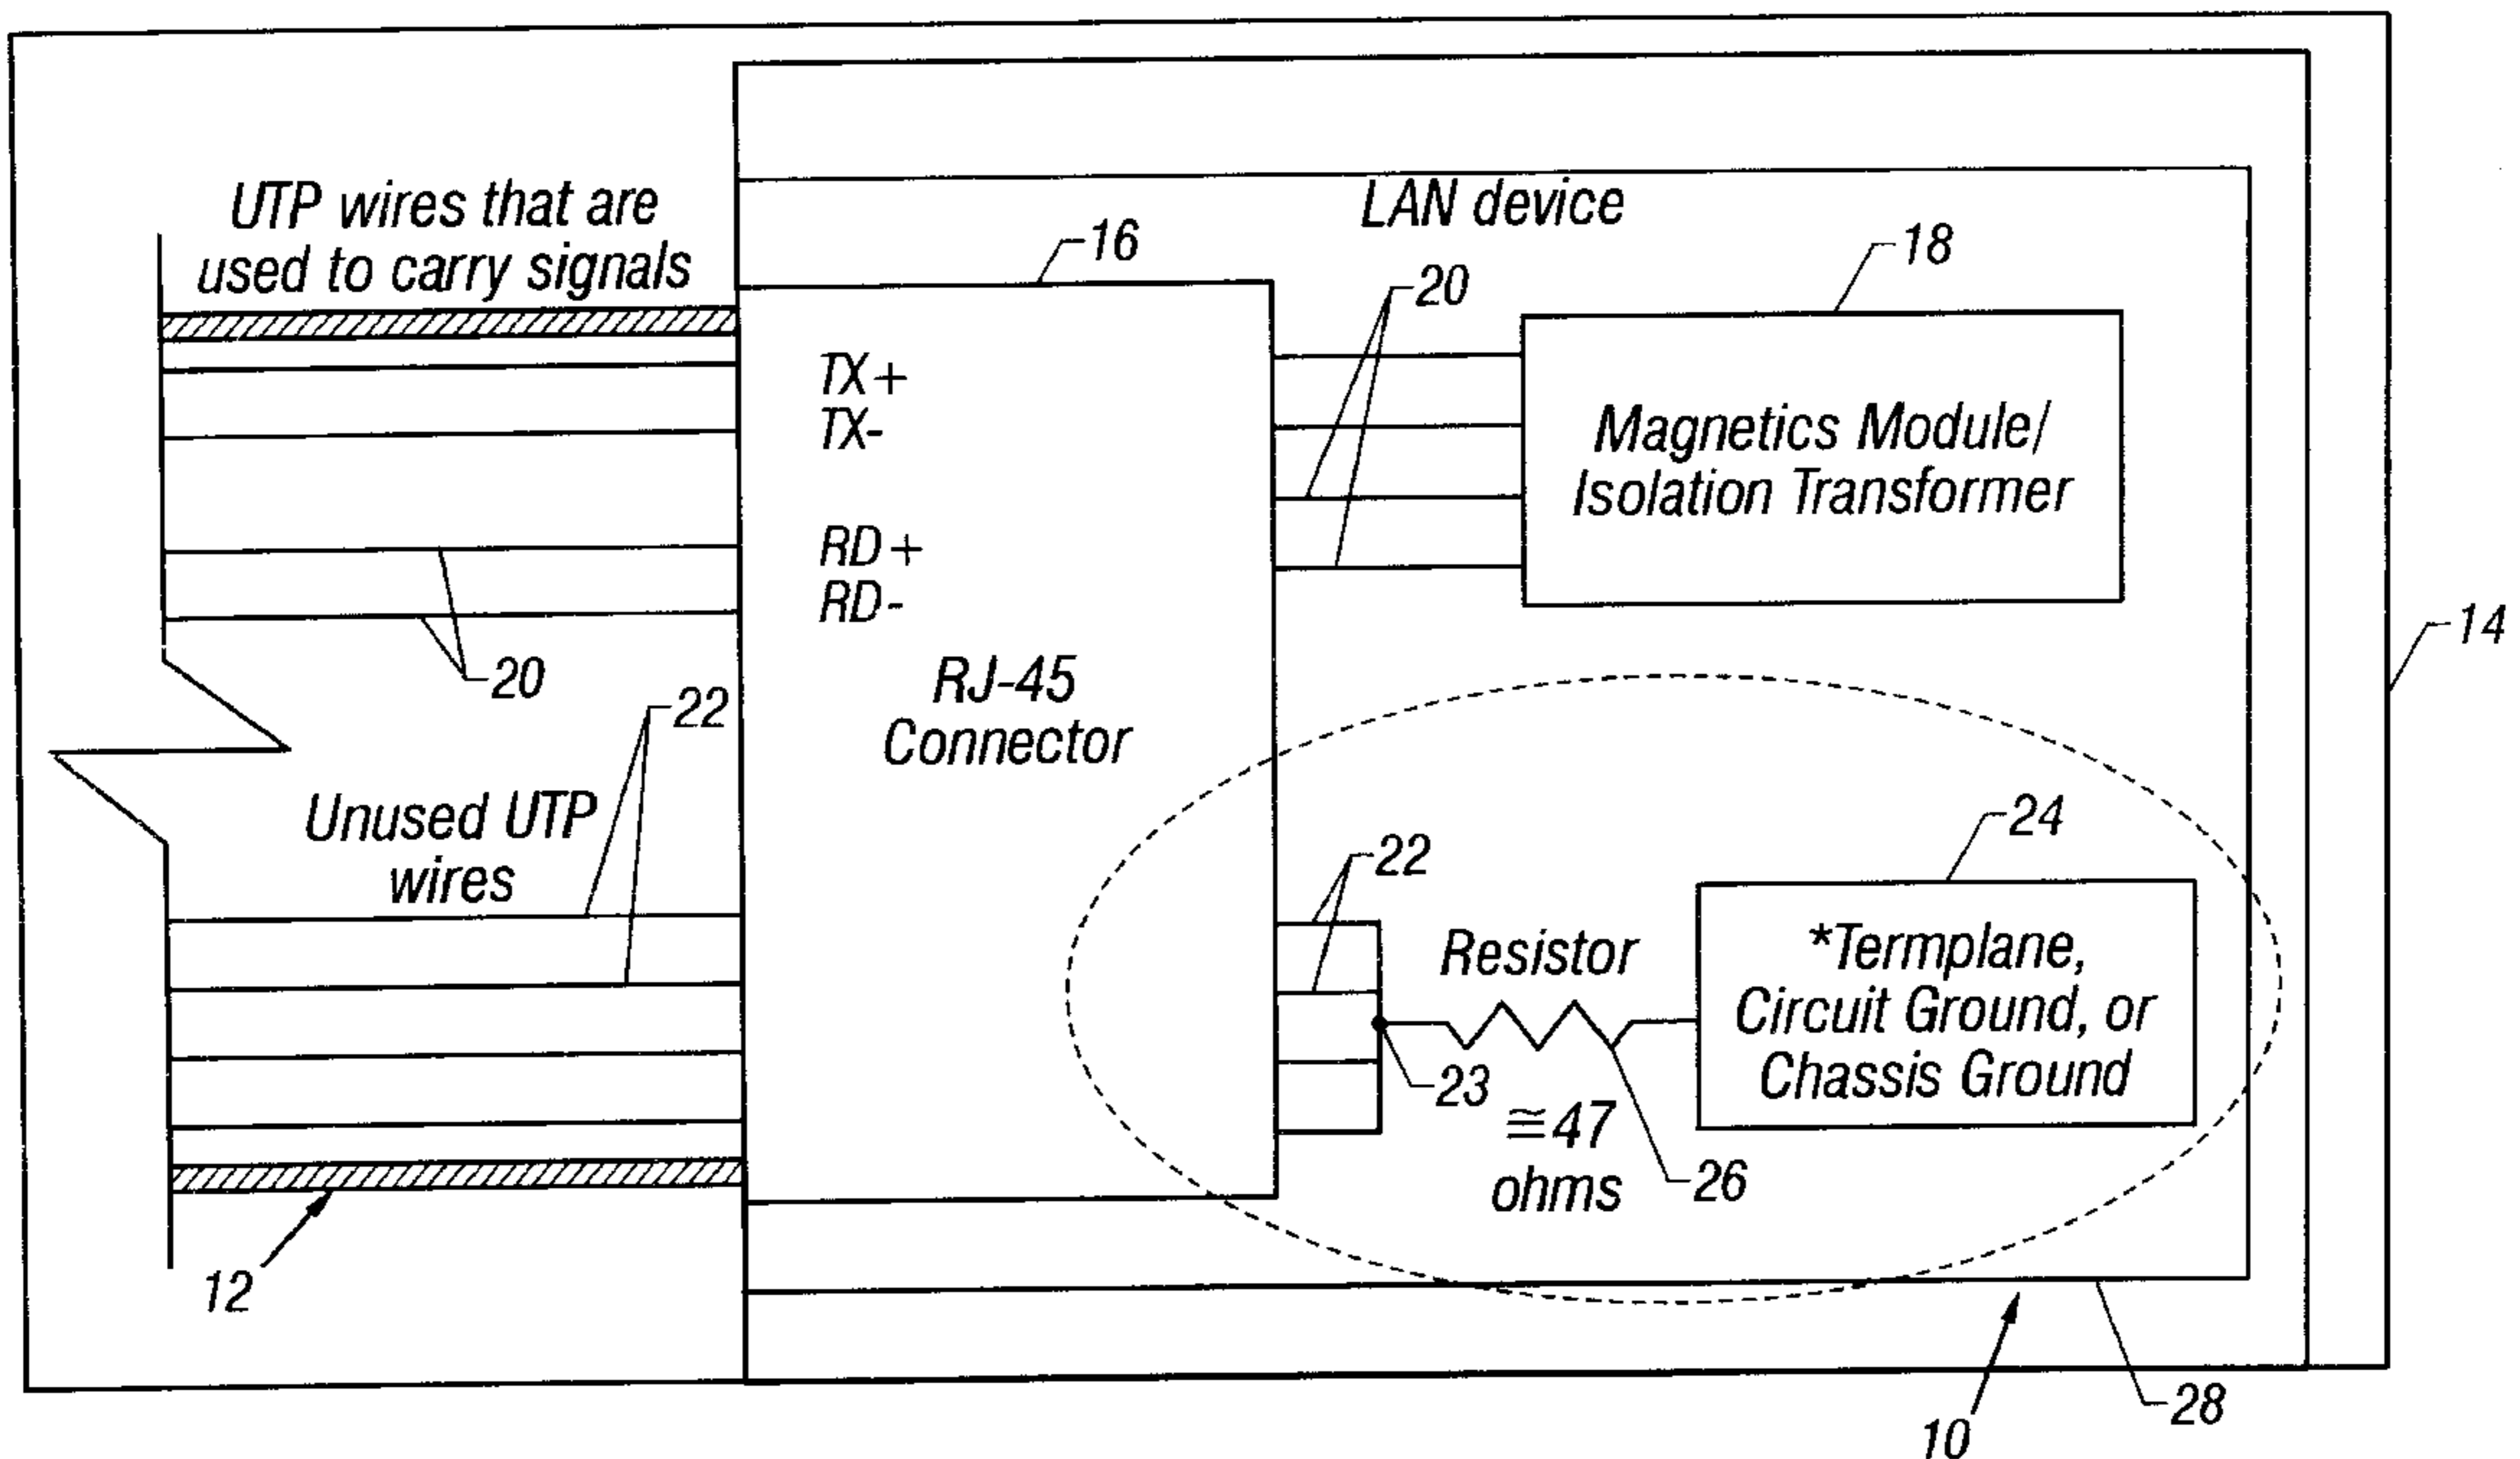 UTP wires that are
used to carry signals
LAN device
16
18
20
TX+
TX-
RD+
RD-
Magnetics Module/
Isolation Transformer
14
20
22
RJ-45
Connector
Unused UTP
wires
24
22
Resistor
*Termplane,
Circuit Ground, or
Chassis Ground
23
≅47
ohms
26
12
28
10